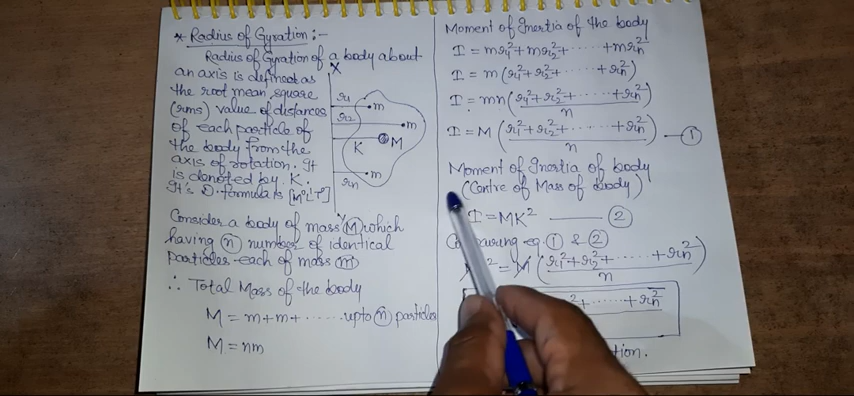 * Radius of Gyration :-
Radius of Gyration of a body about
an axis is defined as
the root mean square
(rms) value of distances
of each particle of
the body from the
axis of rotation. It
is denoted by K.
It's D. formula is [M⁰L¹T⁰]
X
r₁
m
r₂
m
K
M
rₙ
m
Y
Consider a body of mass (M) which
having (n) number of identical
particles each of mass (m)
∴ Total Mass of the body
M = m+m+ ...... upto (n) particles
M = nm
Moment of Inertia of the body
I = mr₁²+mr₂²+ ...... +mrₙ²
I = m(r₁²+r₂²+ ...... +rₙ²)
I = mn(r₁²+r₂²+ ...... +rₙ²)/n
I = M(r₁²+r₂²+ ...... +rₙ²)/n —①
Moment of Inertia of body
(Centre of Mass of body)
I = MK² —②
eq. ① & ②
² = M(r₁²+r₂²+ ...... +rₙ²)/n
²+ ...... + rₙ²